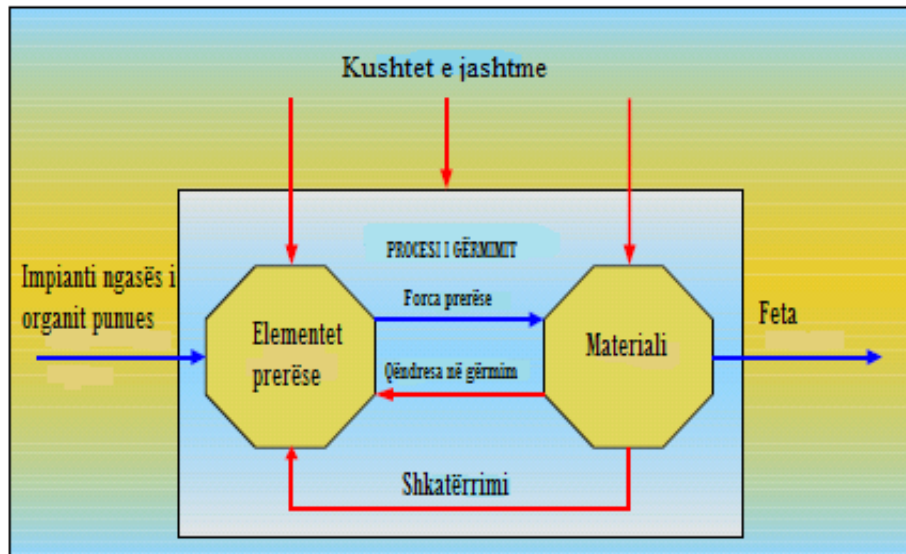 Kushtet e jashtme
PROCESI I GËRMIMIT
Impianti ngasës i
organit punues
Forca prerëse
Elementet
prerëse
Materiali
Feta
Qëndresa në gërmim
Shkatërrimi